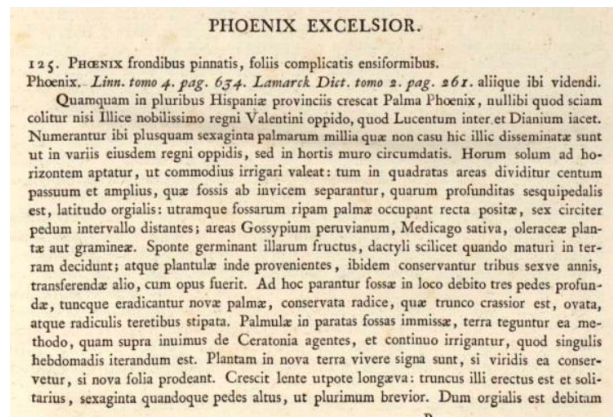 PHOENIX EXCELSIOR.
125. PHŒNIX frondibus pinnatis, foliis complicatis ensiformibus.
Phœnix. Linn. tomo 4. pag. 634. Lamarck Dict. tomo 2. pag. 261. aliique ibi videndi.
Quamquam in pluribus Hispaniæ provinciis crescat Palma Phœnix, nullibi quod sciam
colitur nisi Illice nobilissimo regni Valentini oppido, quod Lucentum inter et Dianium iacet.
Numerantur ibi plusquam sexaginta palmarum millia quæ non casu hic illic disseminatæ sunt
ut in variis eiusdem regni oppidis, sed in hortis muro circumdatis. Horum solum ad ho-
rizontem aptatur, ut commodius irrigari valeat: tum in quadratas areas dividitur centum
passuum et amplius, quæ fossis ab invicem separantur, quarum profunditas sesquipedalis
est, latitudo orgialis: utramque fossarum ripam palmæ occupant recta positæ, sex circiter
pedum intervallo distantes; areas Gossypium peruvianum, Medicago sativa, oleraceæ plan-
tæ aut gramineæ. Sponte germinant illarum fructus, dactyli scilicet quando maturi in ter-
ram decidunt; atque plantulæ inde provenientes, ibidem conservantur tribus sexve annis,
transferendæ alio, cum opus fuerit. Ad hoc parantur fossæ in loco debito tres pedes profun-
dæ, tuncque eradicantur novæ palmæ, conservata radice, quæ trunco crassior est, ovata,
atque radiculis teretibus stipata. Palmulæ in paratas fossas immissæ, terra teguntur ea me-
thodo, quam supra inuimus de Ceratonia agentes, et continuo irrigantur, quod singulis
hebdomadis iterandum est. Plantam in nova terra vivere signa sunt, si viridis ea conser-
vetur, si nova folia prodeant. Crescit lente utpote longæva: truncus illi erectus est et soli-
tarius, sexaginta quandoque pedes altus, ut plurimum brevior. Dum orgialis est debitam